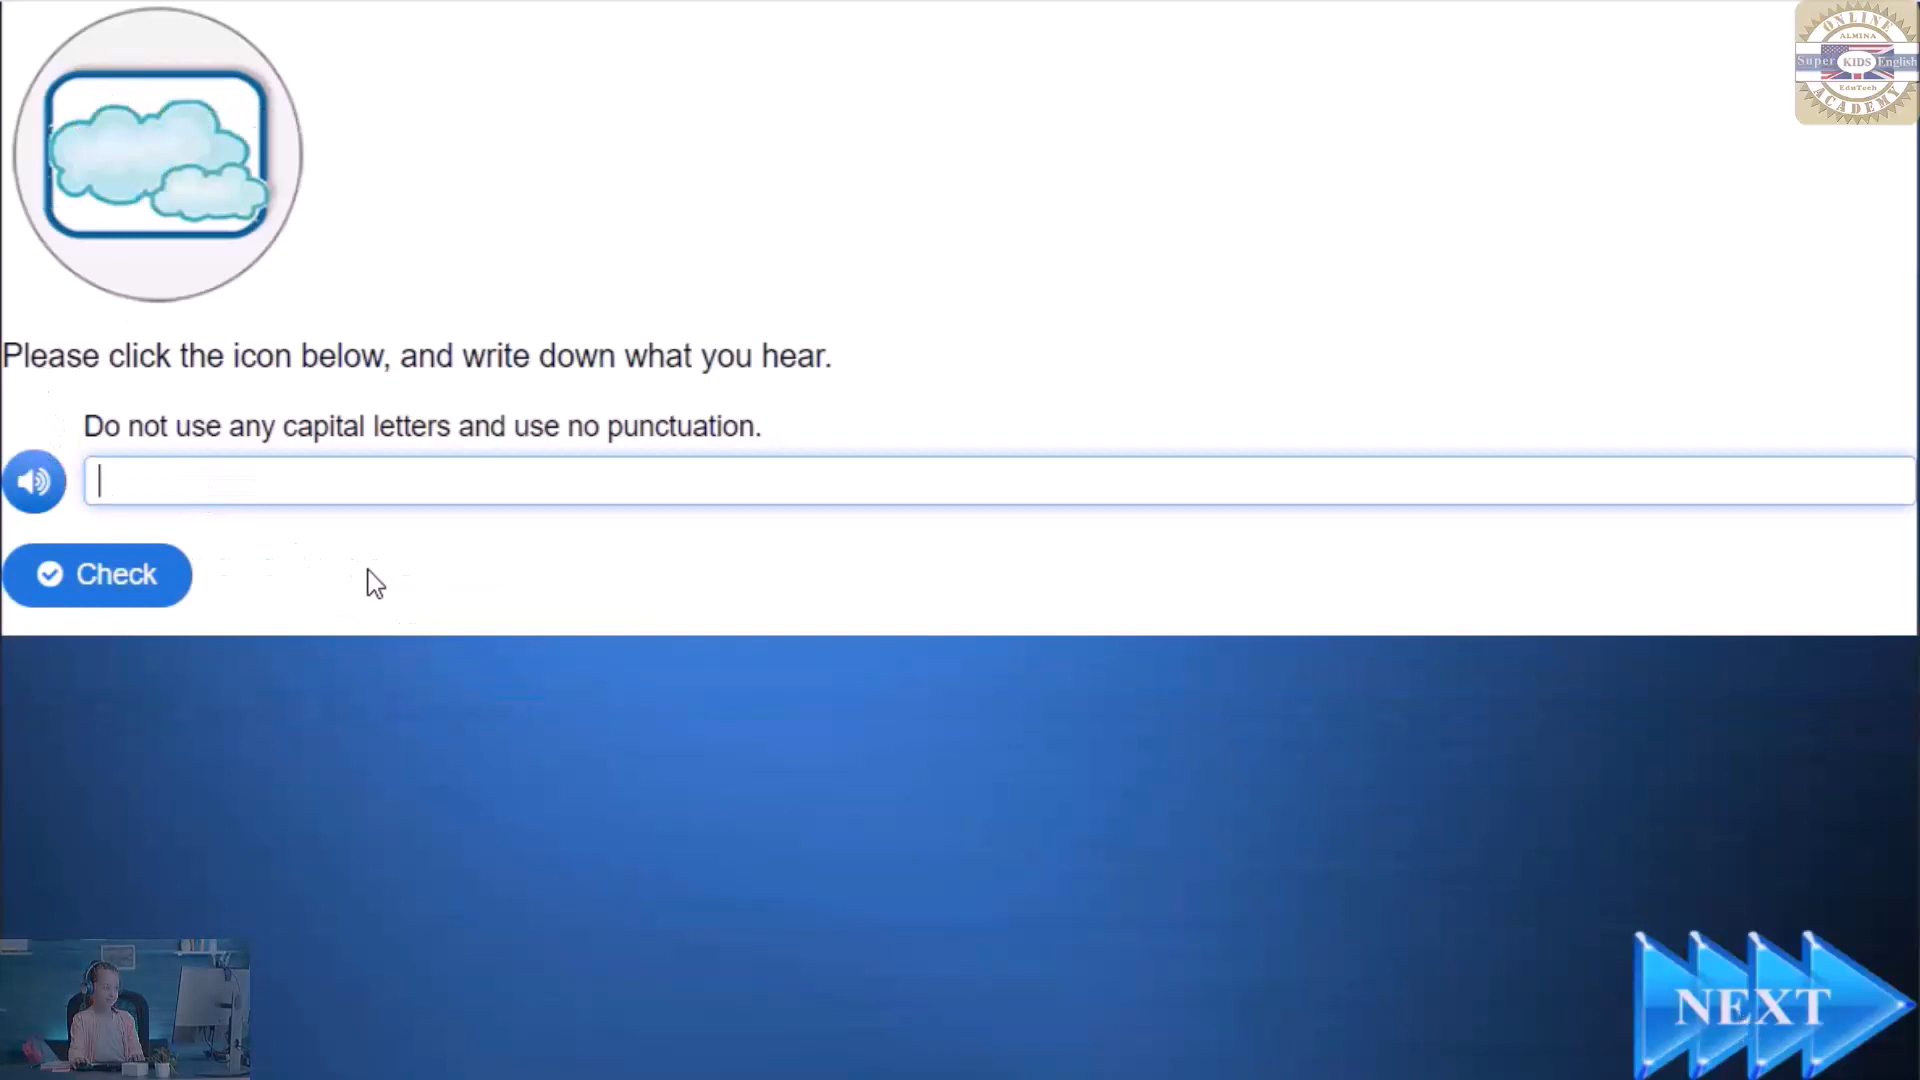 ONLINE
ALMINA
Super KIDS English
EduTech
ACADEMY
Please click the icon below, and write down what you hear.
Do not use any capital letters and use no punctuation.
Check
NEXT